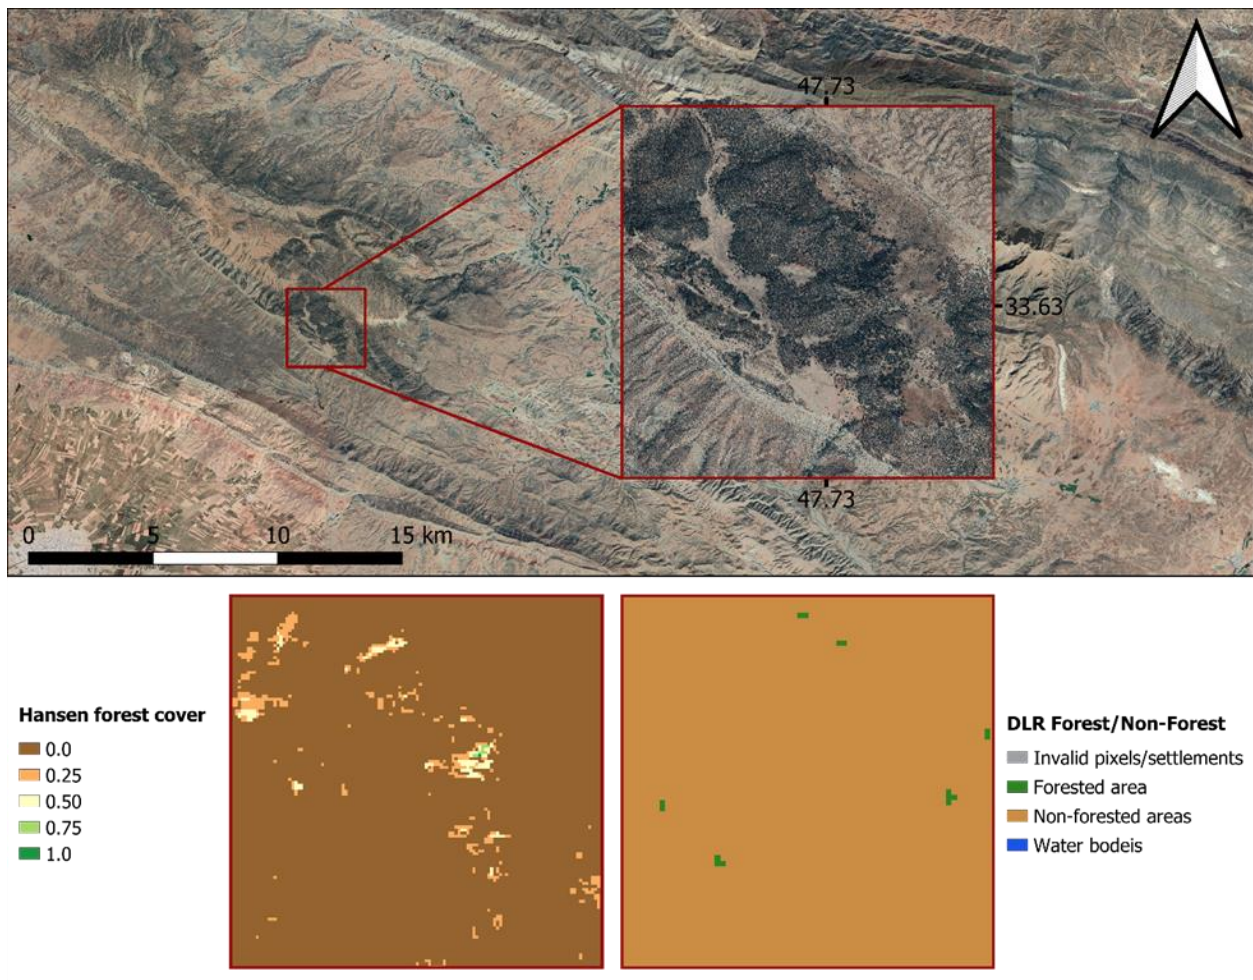 47.73
33.63
47.73
0 5 10 15 km
Hansen forest cover
0.0
0.25
0.50
0.75
1.0
DLR Forest/Non-Forest
Invalid pixels/settlements
Forested area
Non-forested areas
Water bodeis